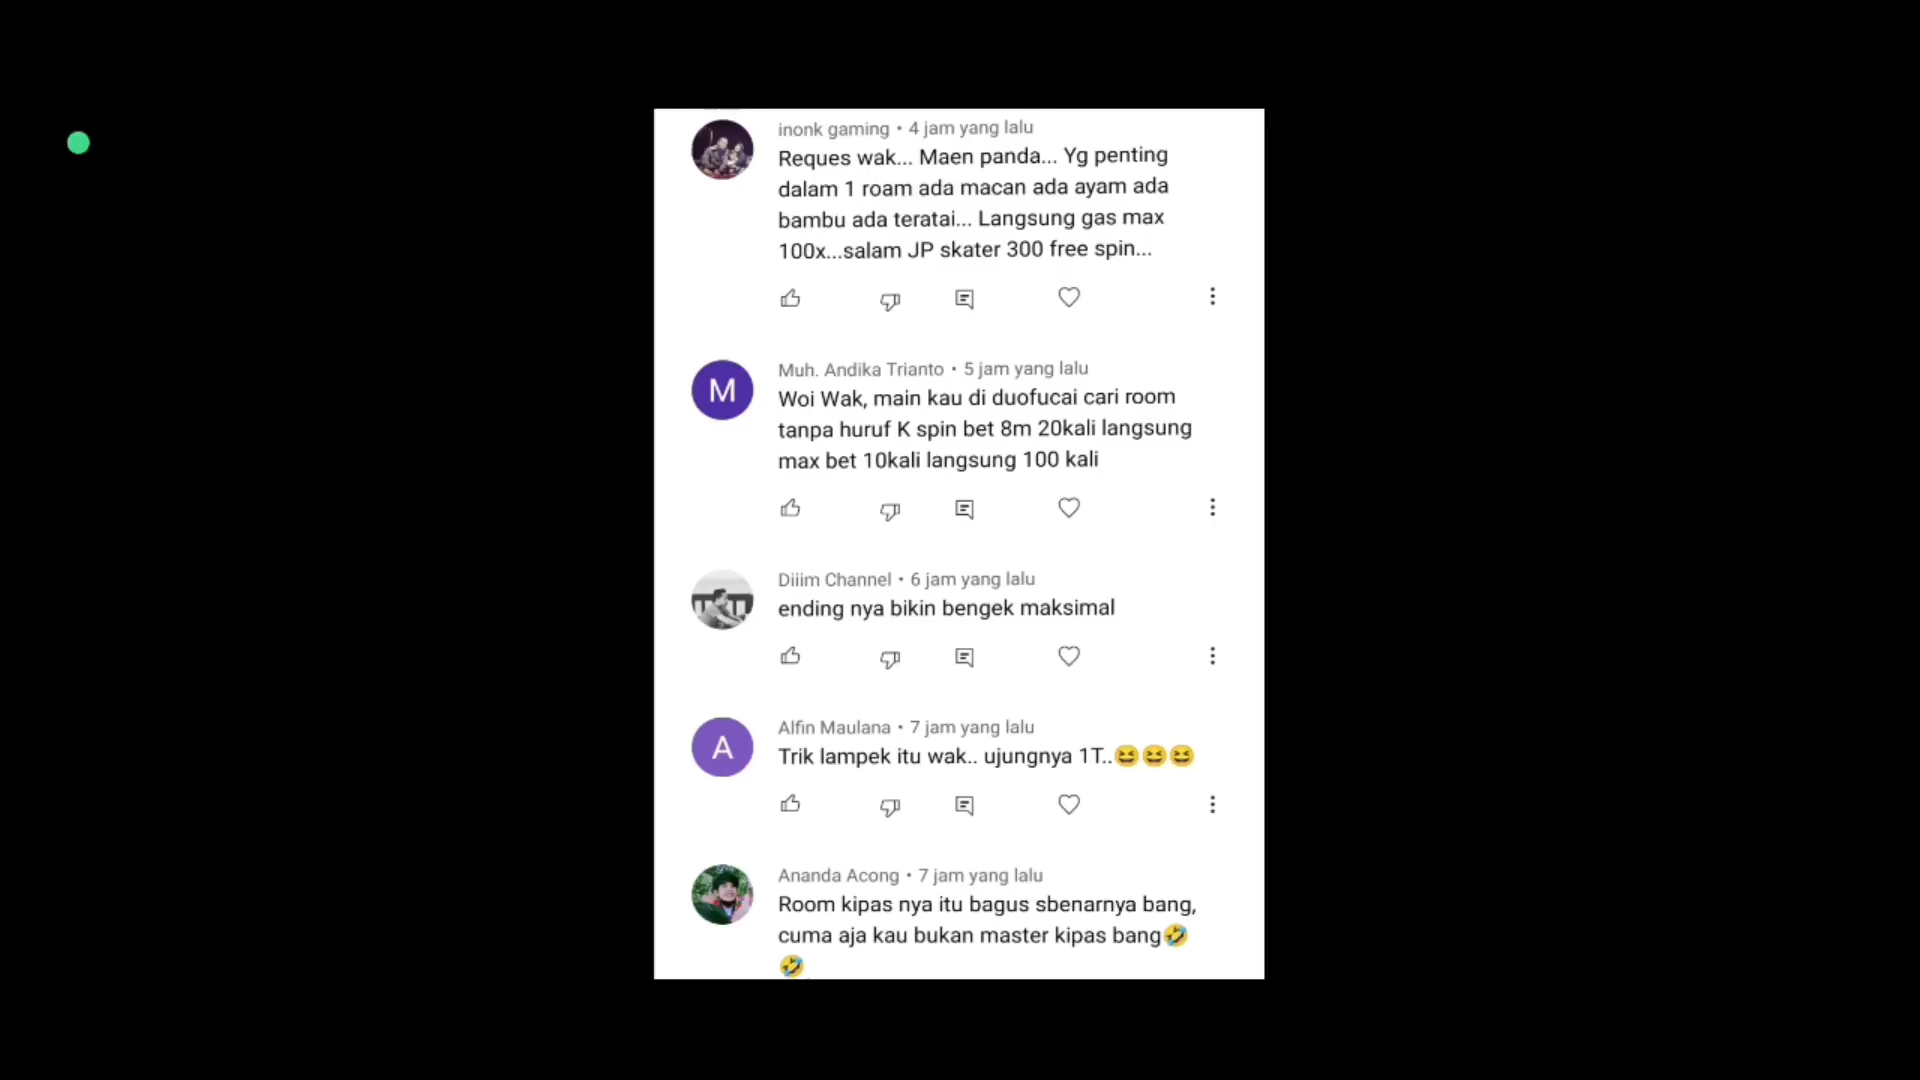 inonk gaming • 4 jam yang lalu
Reques wak... Maen panda... Yg penting
dalam 1 roam ada macan ada ayam ada
bambu ada teratai... Langsung gas max
100x...salam JP skater 300 free spin...
M
Muh. Andika Trianto • 5 jam yang lalu
Woi Wak, main kau di duofucai cari room
tanpa huruf K spin bet 8m 20kali langsung
max bet 10kali langsung 100 kali
Diiim Channel • 6 jam yang lalu
ending nya bikin bengek maksimal
A
Alfin Maulana • 7 jam yang lalu
Trik lampek itu wak.. ujungnya 1T..😆😆😆
Ananda Acong • 7 jam yang lalu
Room kipas nya itu bagus sbenarnya bang,
cuma aja kau bukan master kipas bang🤣
🤣